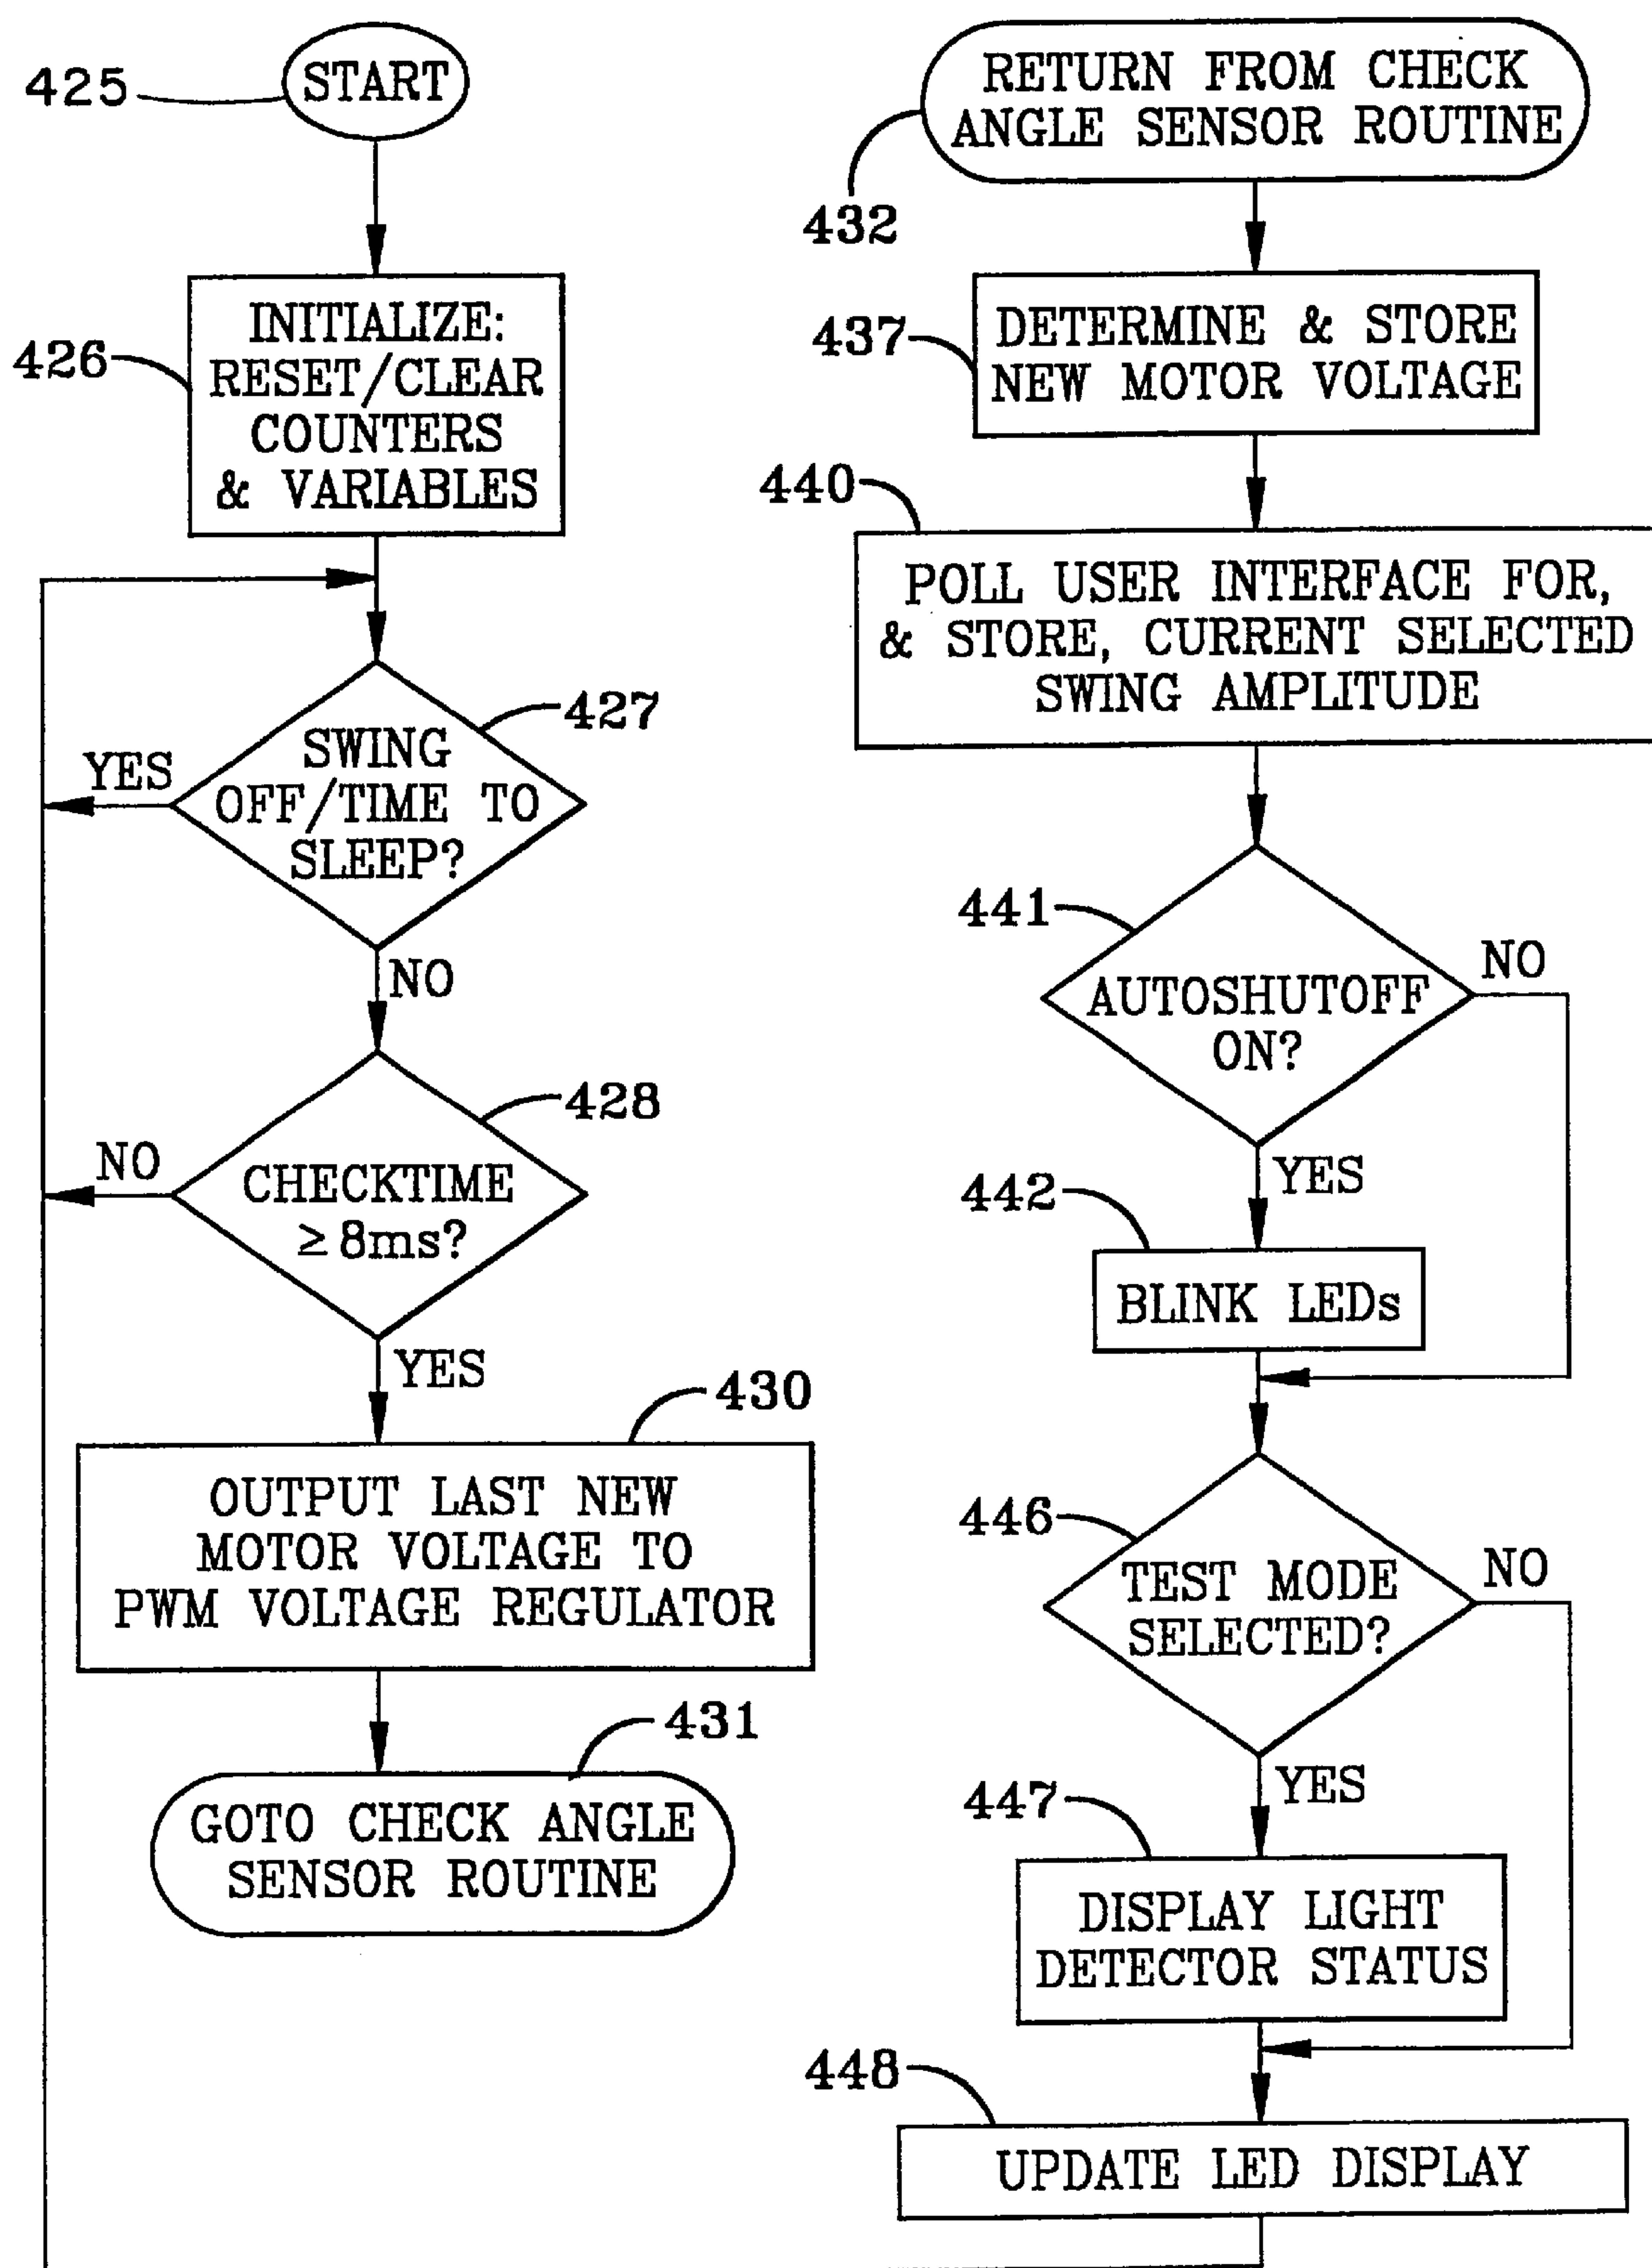 425
START
426
INITIALIZE:
RESET/CLEAR
COUNTERS
& VARIABLES
427
SWING
OFF/TIME TO
SLEEP?
YES
NO
428
CHECKTIME
≥ 8ms?
NO
YES
430
OUTPUT LAST NEW
MOTOR VOLTAGE TO
PWM VOLTAGE REGULATOR
431
GOTO CHECK ANGLE
SENSOR ROUTINE
RETURN FROM CHECK
ANGLE SENSOR ROUTINE
432
437
DETERMINE & STORE
NEW MOTOR VOLTAGE
440
POLL USER INTERFACE FOR,
& STORE, CURRENT SELECTED
SWING AMPLITUDE
441
AUTOSHUTOFF
ON?
NO
YES
442
BLINK LEDs
446
TEST MODE
SELECTED?
NO
YES
447
DISPLAY LIGHT
DETECTOR STATUS
448
UPDATE LED DISPLAY